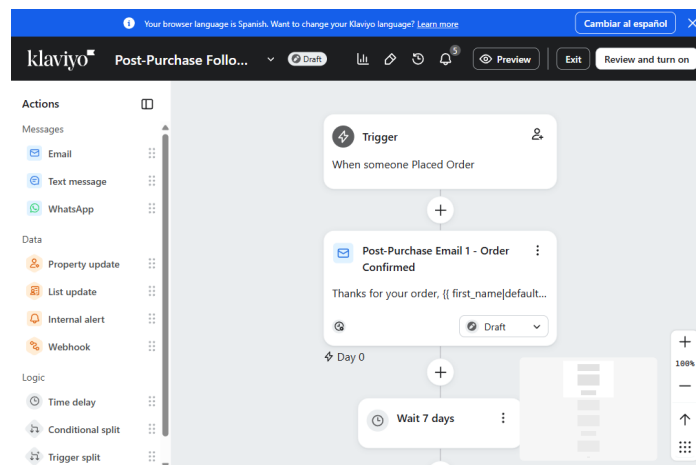 Your browser language is Spanish. Want to change your Klaviyo language? Learn more
Cambiar al español
klaviyo
Post-Purchase Follo...
Draft
5
Preview
Exit
Review and turn on
Actions
Messages
Email
Text message
WhatsApp
Data
Property update
List update
Internal alert
Webhook
Logic
Time delay
Conditional split
Trigger split
Trigger
When someone Placed Order
Post-Purchase Email 1 - Order
Confirmed
Thanks for your order, {{ first_name|default...
Draft
Day 0
Wait 7 days
100%